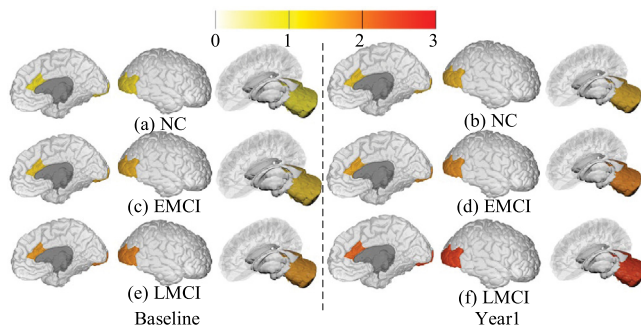 0 1 2 3
(a) NC
(b) NC
(c) EMCI
(d) EMCI
(e) LMCI
(f) LMCI
Baseline
Year1